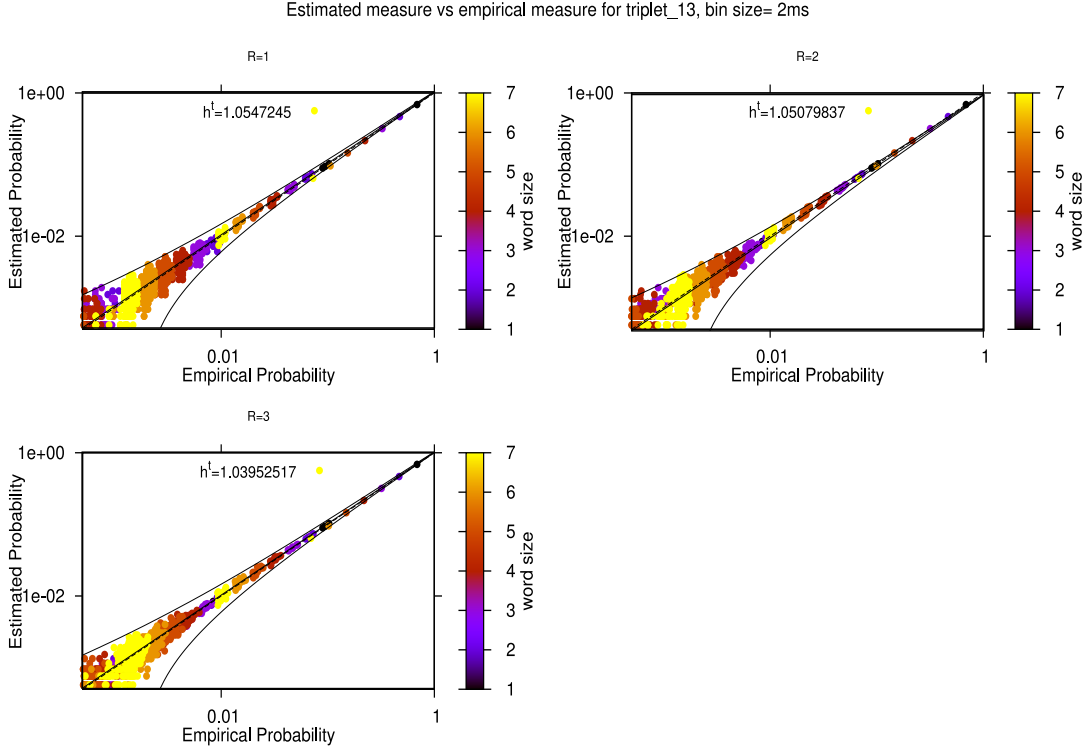 Estimated measure vs empirical measure for triplet_13, bin size= 2ms
R=1
1e+00
1e-02
Estimated Probability
h^t=1.0547245
0.01
1
Empirical Probability
7
6
5
4
3
2
1
word size
R=2
1e+00
1e-02
Estimated Probability
h^t=1.05079837
0.01
1
Empirical Probability
7
6
5
4
3
2
1
word size
R=3
1e+00
1e-02
Estimated Probability
h^t=1.03952517
0.01
1
Empirical Probability
7
6
5
4
3
2
1
word size